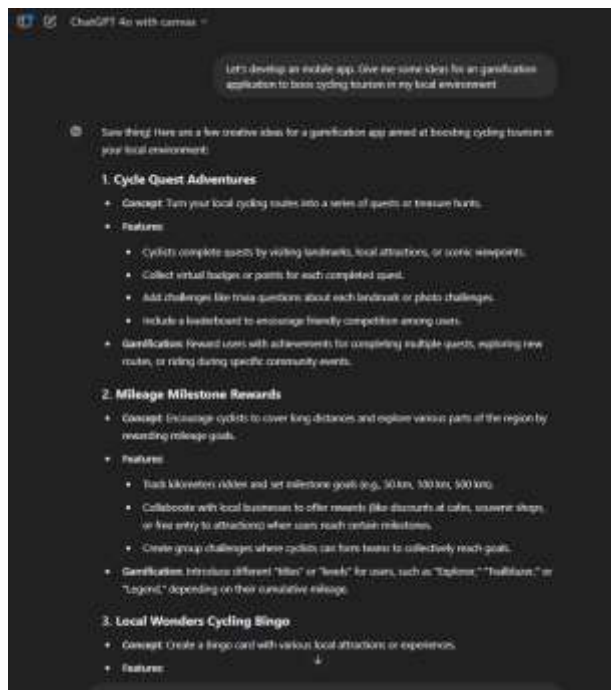 ChatGPT 4o with canvas
Let's develop an mobile app. Give me some ideas for an gamification
application to boos cycling tourism in my local environment
Sure thing! Here are a few creative ideas for a gamification app aimed at boosting cycling tourism in
your local environment:
1. Cycle Quest Adventures
• Concept: Turn your local cycling routes into a series of quests or treasure hunts.
• Features:
• Cyclists complete quests by visiting landmarks, local attractions, or scenic viewpoints.
• Collect virtual badges or points for each completed quest.
• Add challenges like trivia questions about each landmark or photo challenges.
• Include a leaderboard to encourage friendly competition among users.
• Gamification: Reward users with achievements for completing multiple quests, exploring new
routes, or riding during specific community events.
2. Mileage Milestone Rewards
• Concept: Encourage cyclists to cover long distances and explore various parts of the region by
rewarding mileage goals.
• Features:
• Track kilometers ridden and set milestone goals (e.g., 50 km, 100 km, 500 km).
• Collaborate with local businesses to offer rewards (like discounts at cafes, souvenir shops,
or free entry to attractions) when users reach certain milestones.
• Create group challenges where cyclists can form teams to collectively reach goals.
• Gamification: Introduce different "titles" or "levels" for users, such as "Explorer," "Trailblazer," or
"Legend," depending on their cumulative mileage.
3. Local Wonders Cycling Bingo
• Concept: Create a bingo card with various local attractions or experiences.
• Features: